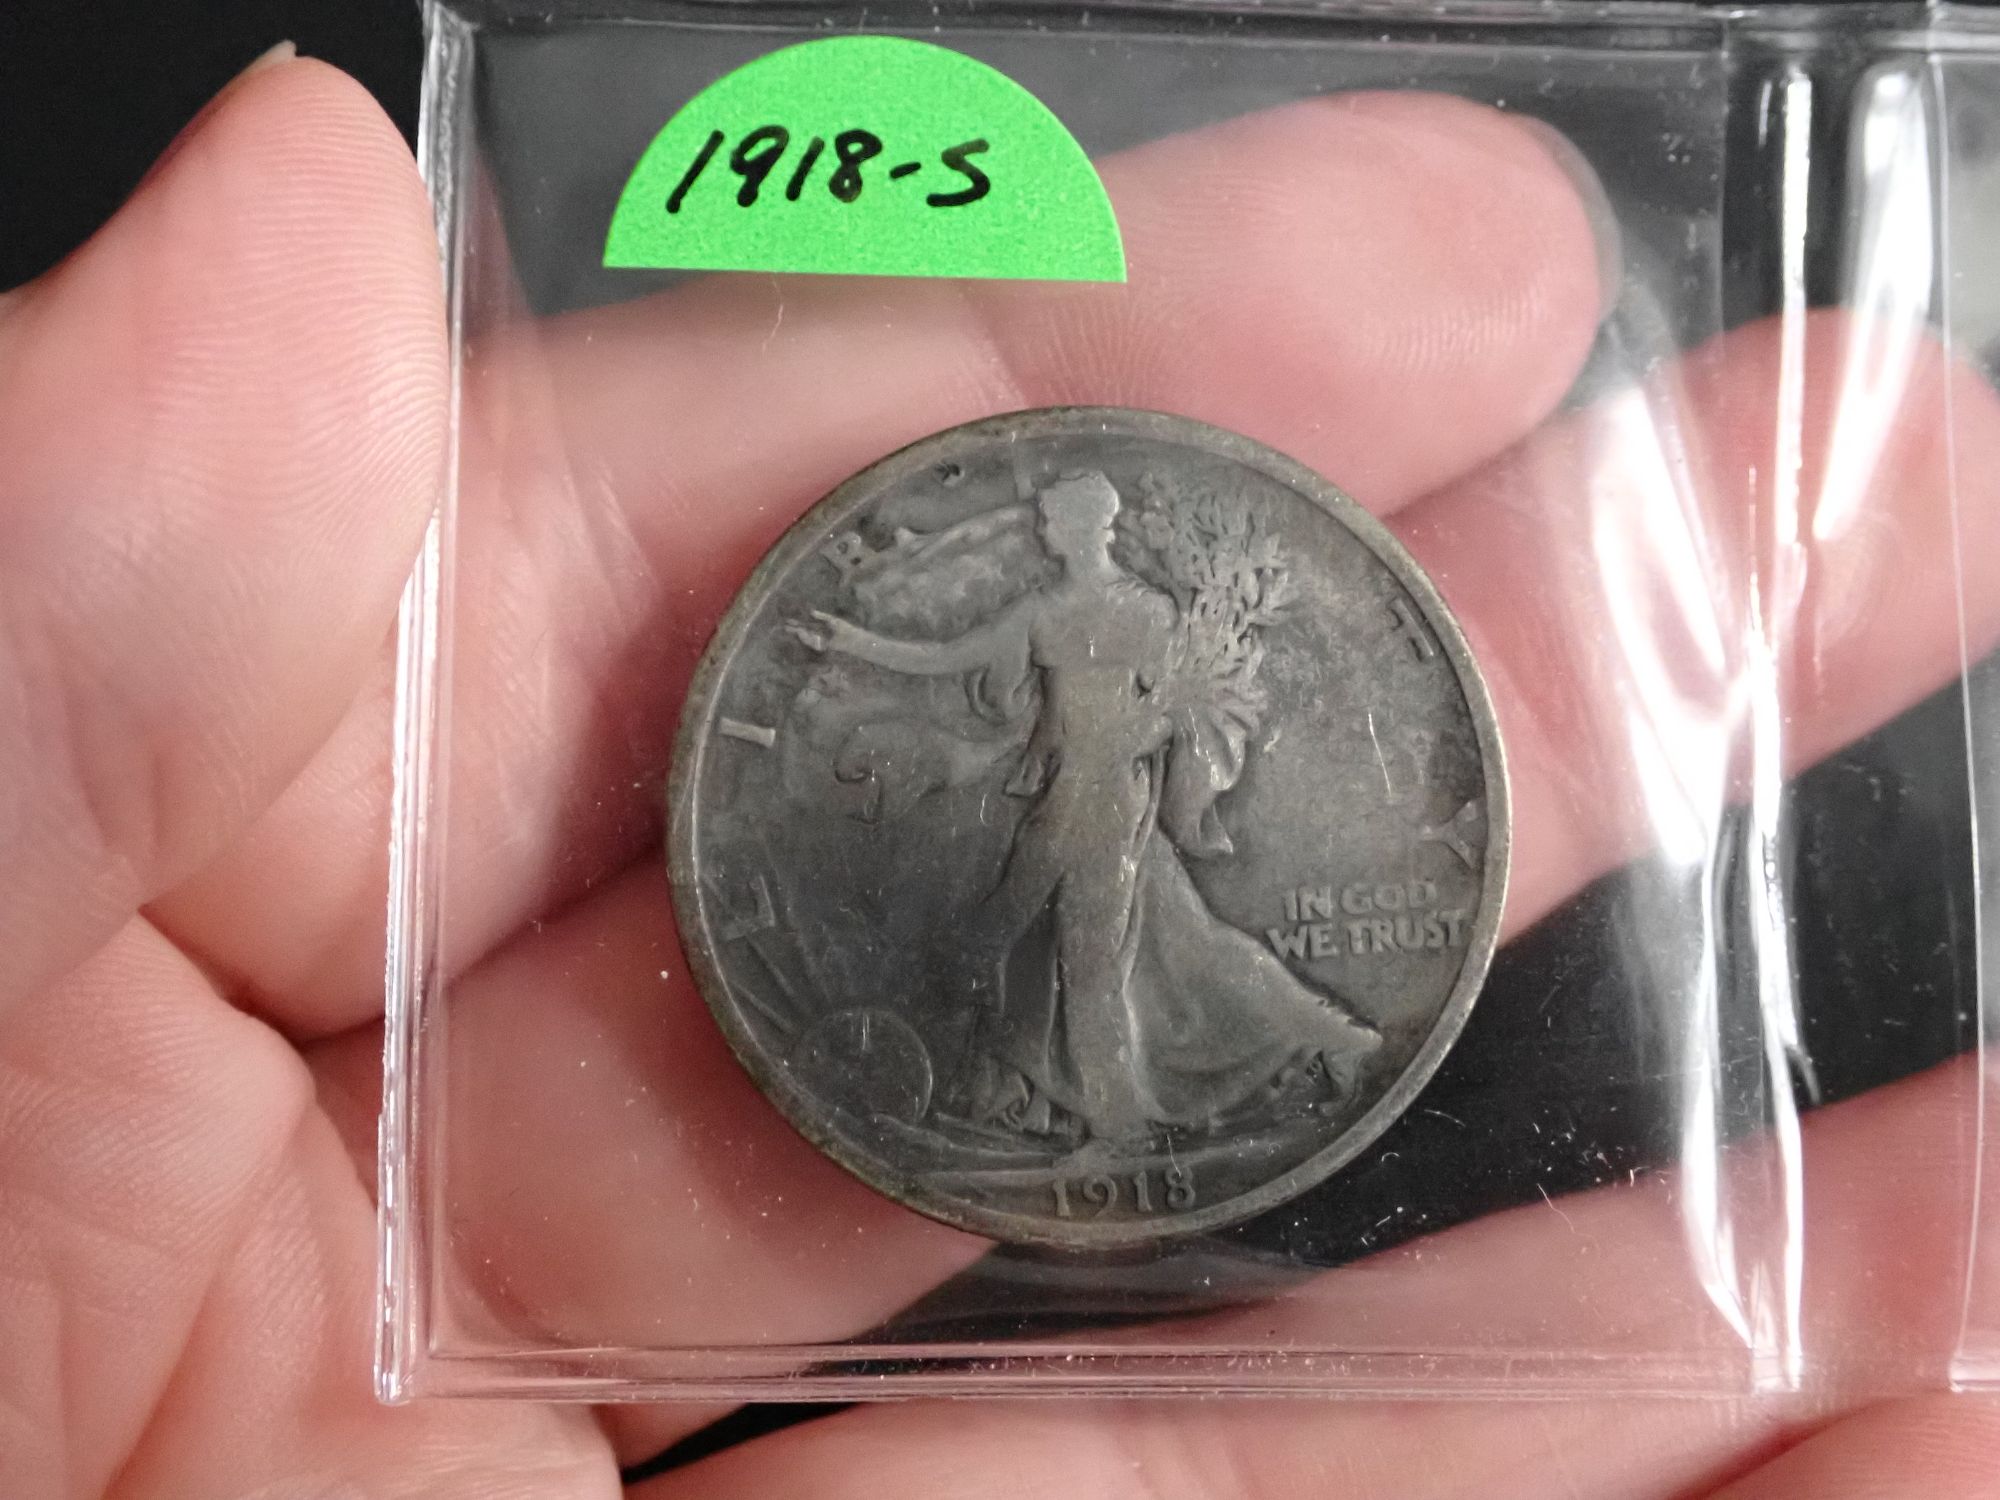 1918-S
LIBERTY
IN GOD
WE TRUST
1918